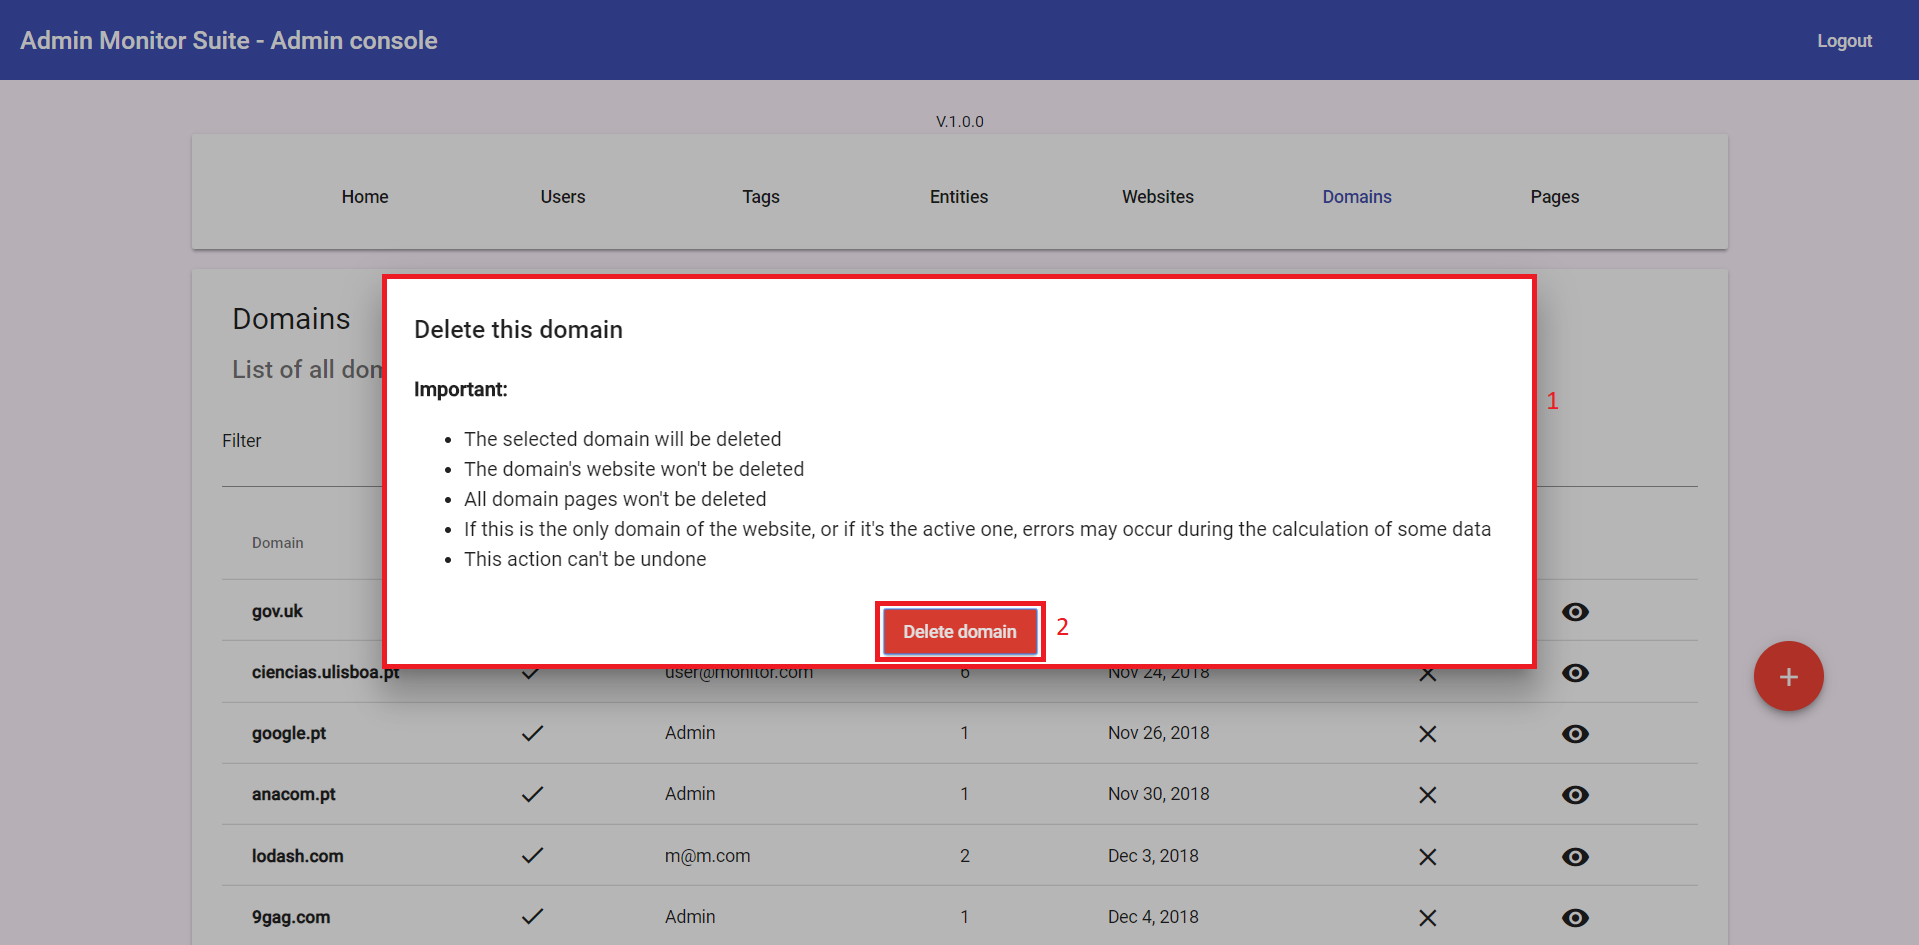 Admin Monitor Suite - Admin console
Logout
V.1.0.0
Home Users Tags Entities Websites Domains Pages
Domains
List of all
Delete this domain
Important:
The selected domain will be deleted
The domain's website won't be deleted
All domain pages won't be deleted
If this is the only domain of the website, or if it's the active one, errors may occur during the calculation of some data
This action can't be undone
Delete domain
1
2
Filter
Domain
gov.uk
ciencias.ulisboa.pt user@monitor.com 6 Nov 24, 2018
google.pt Admin 1 Nov 26, 2018
anacom.pt Admin 1 Nov 30, 2018
lodash.com m@m.com 2 Dec 3, 2018
9gag.com Admin 1 Dec 4, 2018